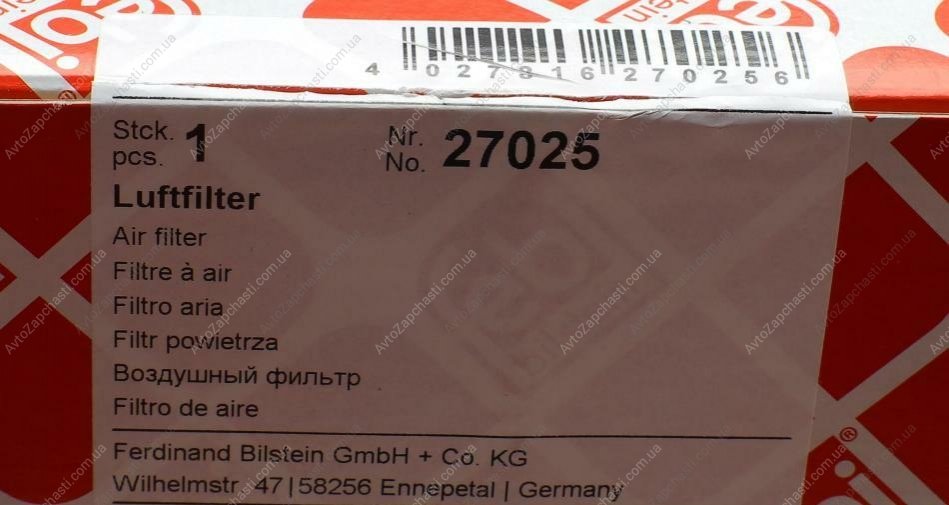 4 027816 270256
Stck. 1 Nr. 27025
pcs. No.
Luftfilter
Air filter
Filtre à air
Filtro aria
Filtr powietrza
Воздушный фильтр
Filtro de aire
Ferdinand Bilstein GmbH + Co. KG
Wilhelmstr. 47 | 58256 Ennepetal | Germany
AvtoZapchasti.com.ua